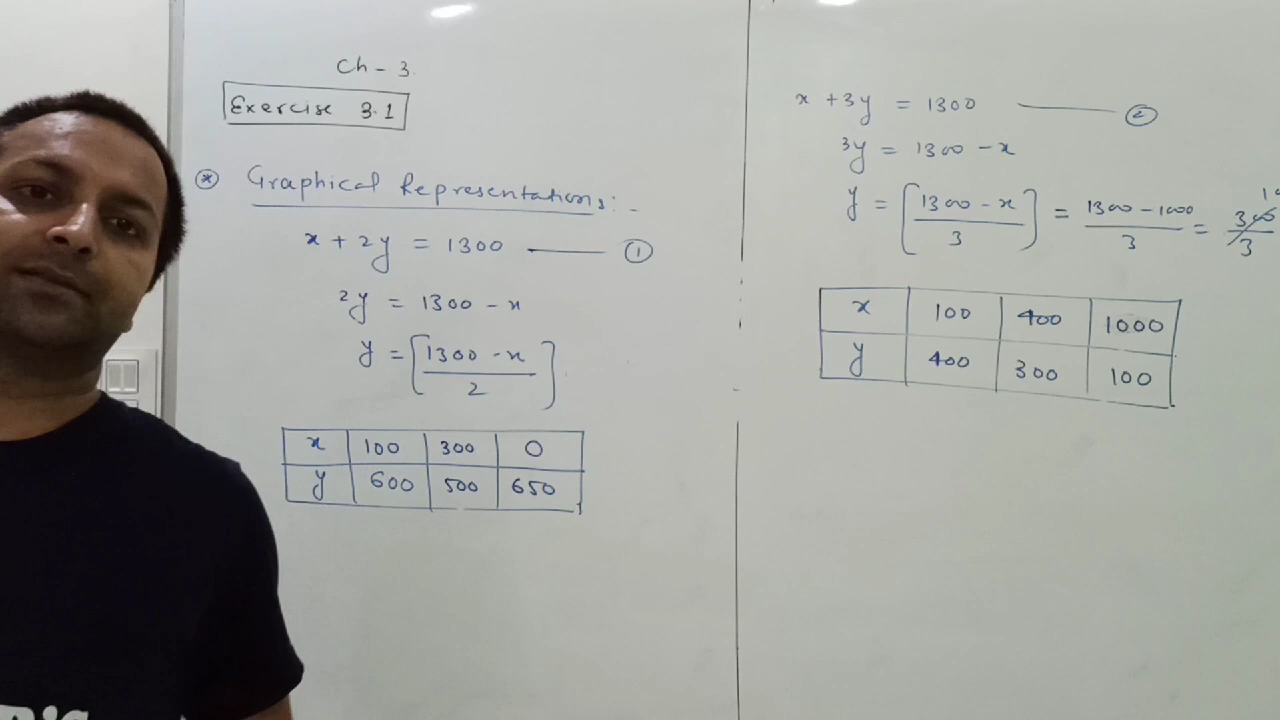 Ch - 3.
Exercise 3.1
* Graphical Representations:-
x + 2y = 1300 ——— ①
2y = 1300 - x
y = [1300 - x / 2]
x 100 300 0
y 600 500 650
x + 3y = 1300 ——— ②
3y = 1300 - x
y = [1300 - x / 3] = 1300 - 1000 / 3 = 300 / 3
x 100 400 1000
y 400 300 100